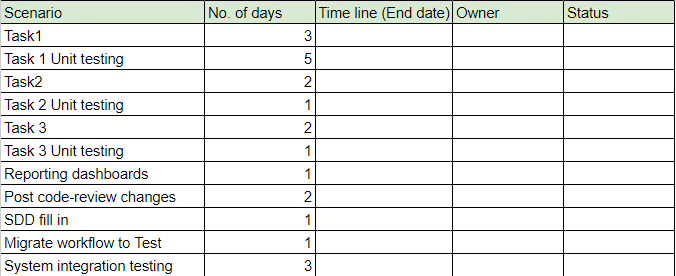 Scenario No. of days Time line (End date) Owner Status
Task1 3
Task 1 Unit testing 5
Task2 2
Task 2 Unit testing 1
Task 3 2
Task 3 Unit testing 1
Reporting dashboards 1
Post code-review changes 2
SDD fill in 1
Migrate workflow to Test 1
System integration testing 3